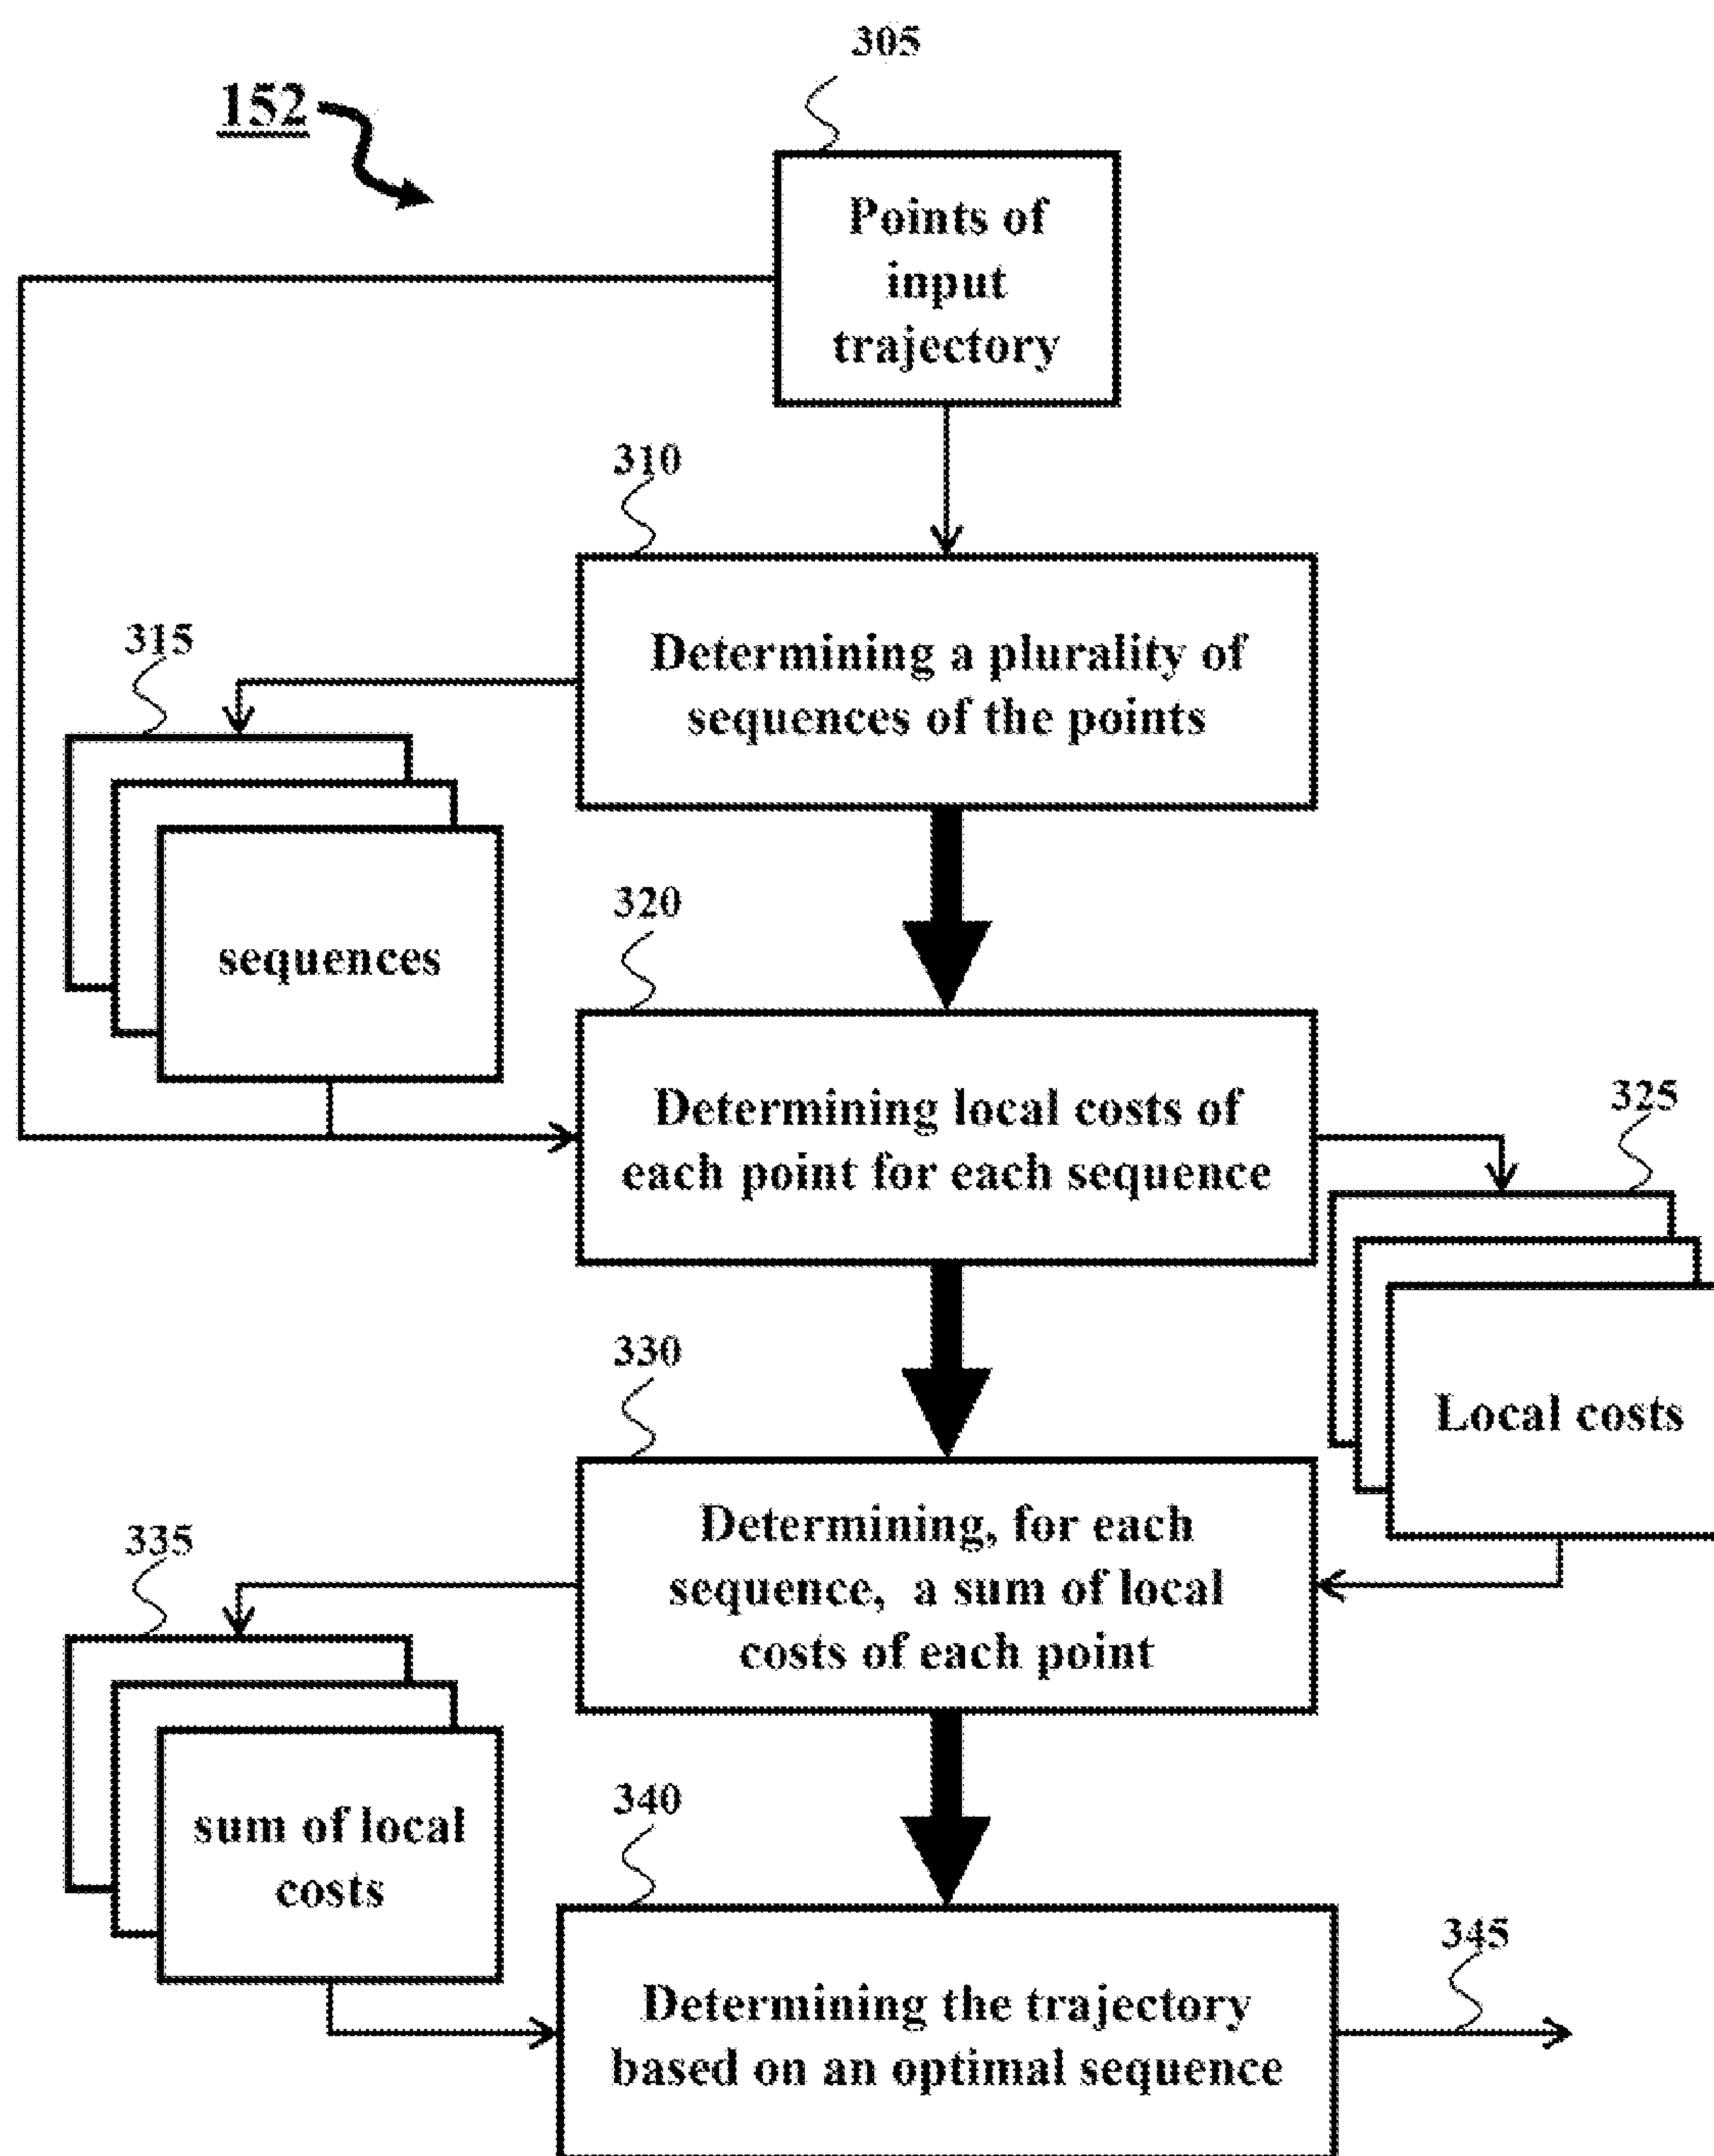 305
152
Points of
input
trajectory
310
Determining a plurality of
sequences of the points
315
sequences
320
Determining local costs of
each point for each sequence
325
Local costs
330
Determining, for each
sequence, a sum of local
costs of each point
335
sum of local
costs
340
Determining the trajectory
based on an optimal sequence
345